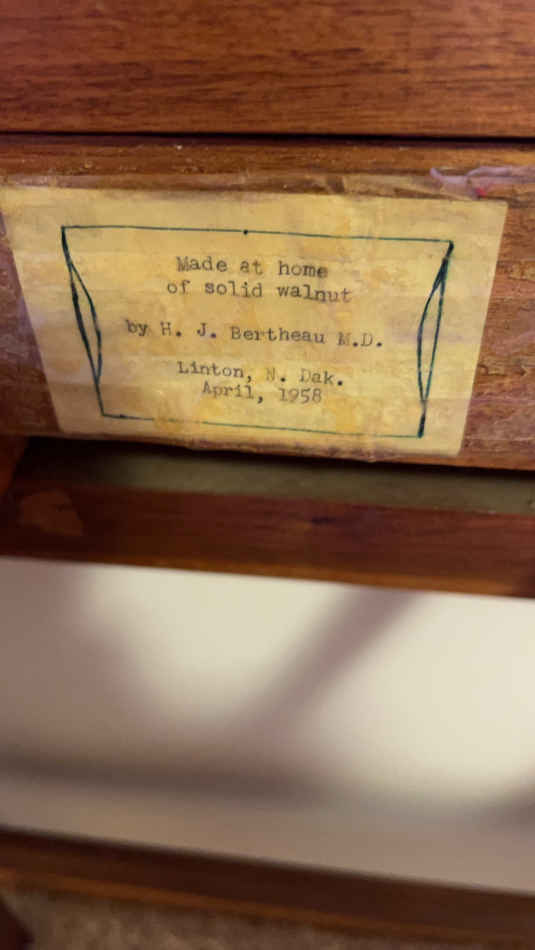 Made at home
of solid walnut
by H. J. Bertheau M.D.
Linton, N. Dak.
April, 1958